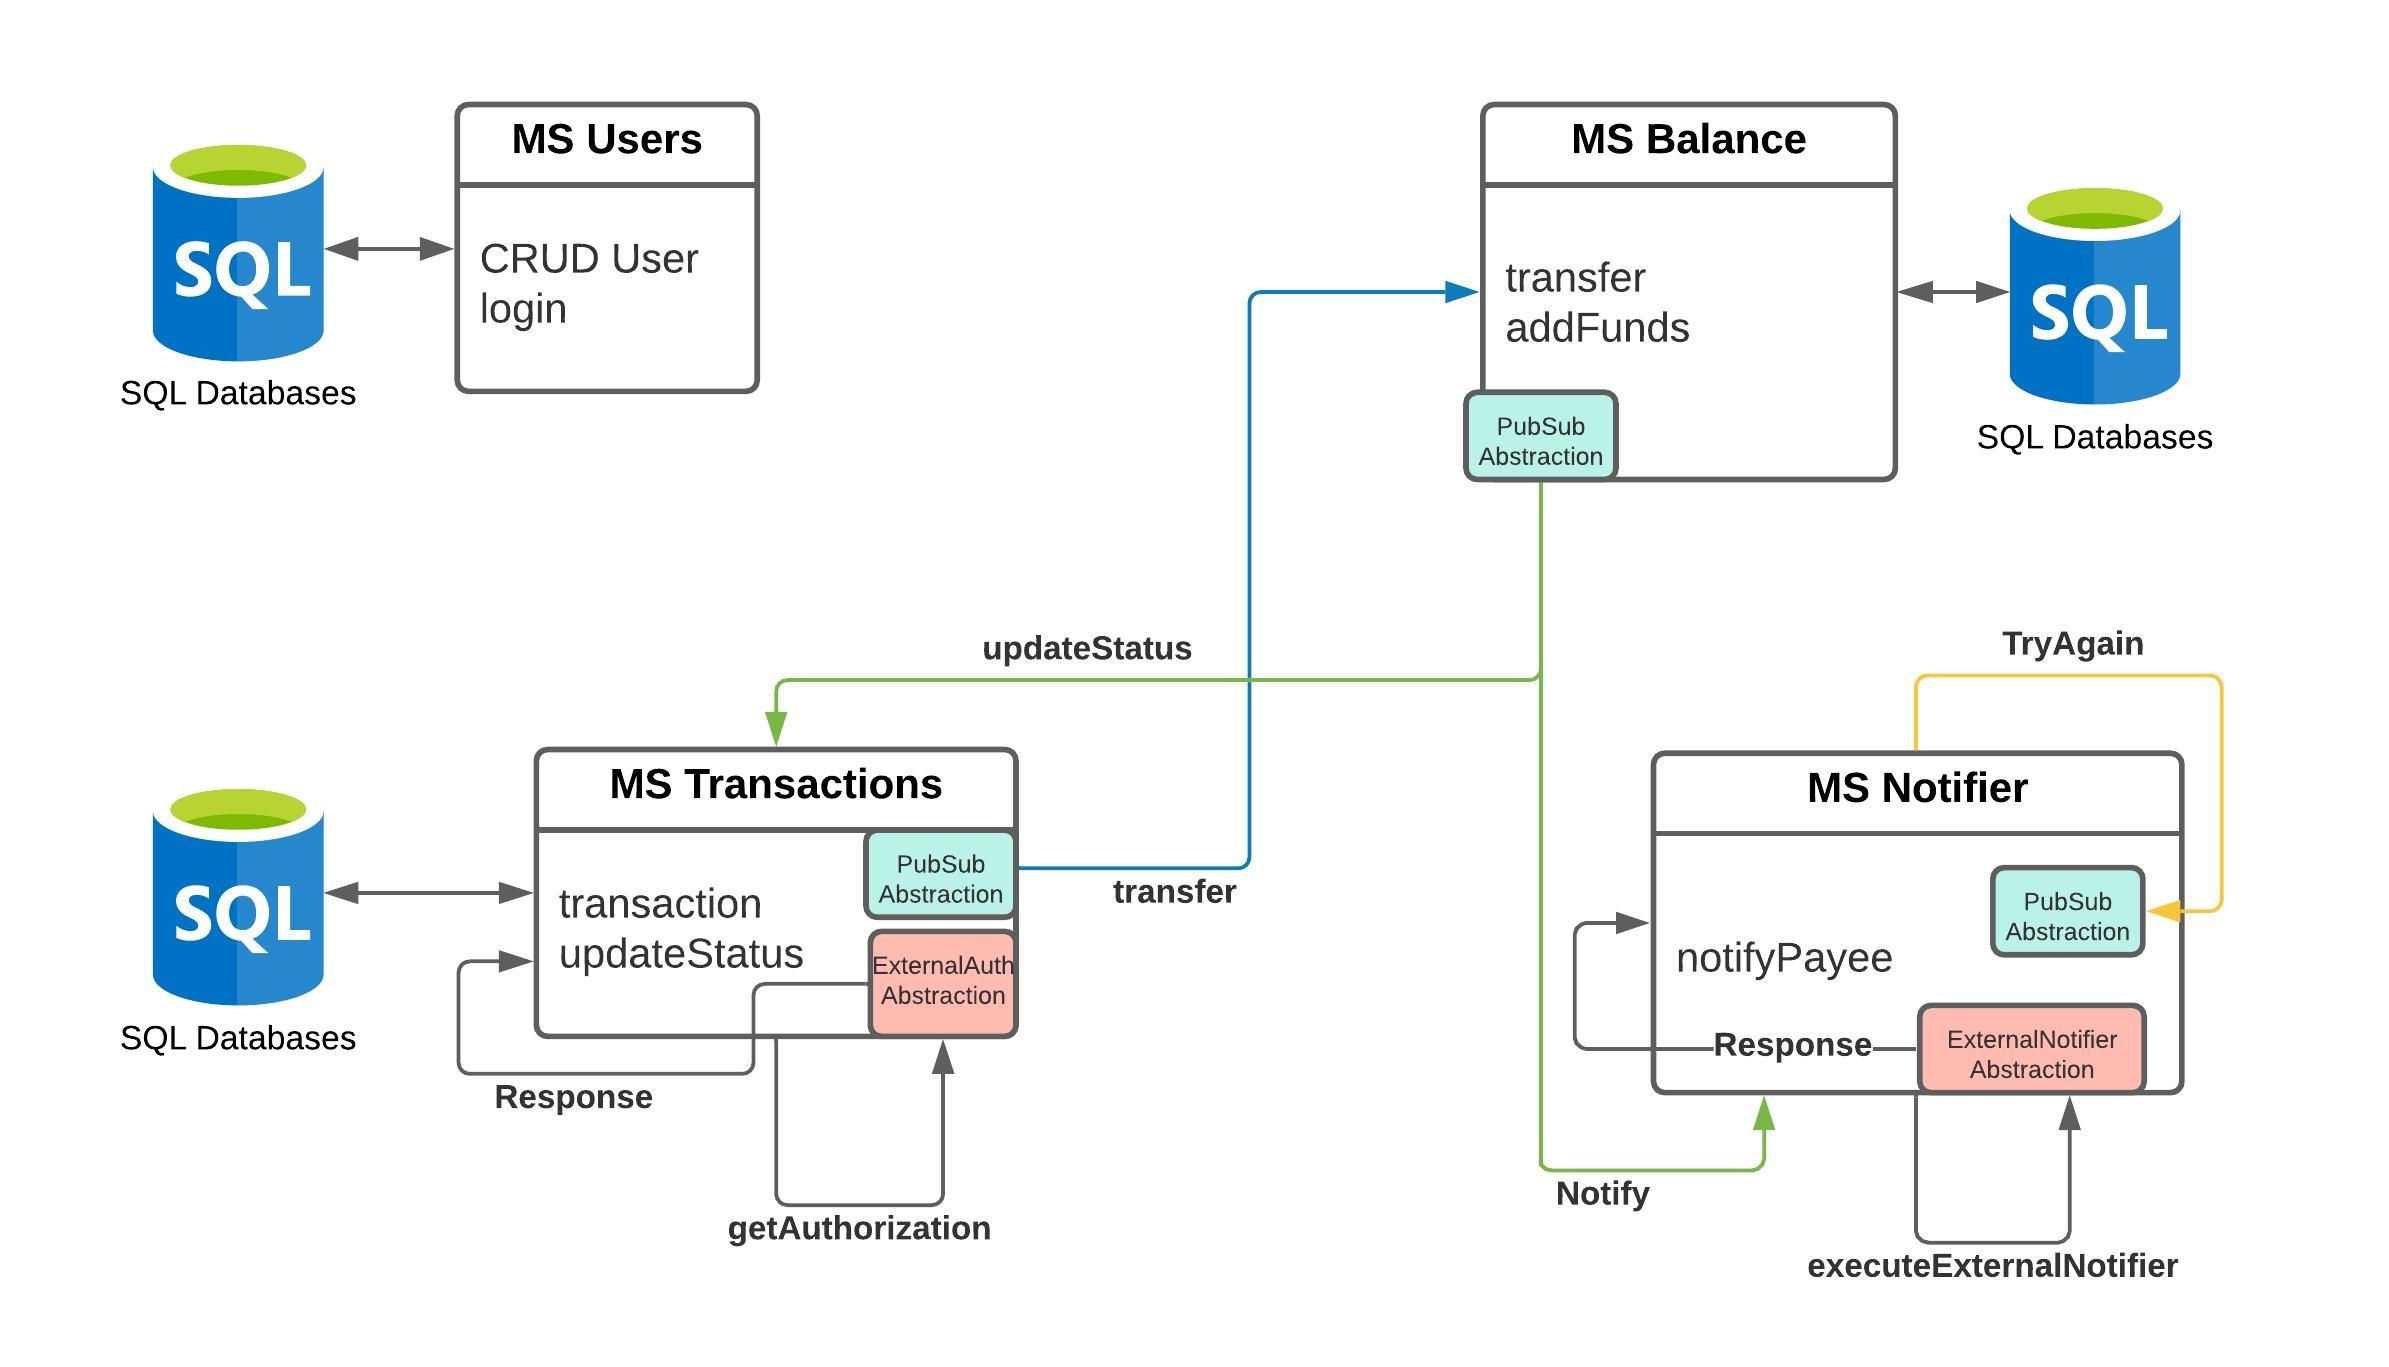 MS Users
CRUD User
login
SQL
SQL Databases
MS Balance
transfer
addFunds
PubSub
Abstraction
SQL
SQL Databases
updateStatus
transfer
MS Transactions
transaction
updateStatus
PubSub
Abstraction
ExternalAuth
Abstraction
SQL
SQL Databases
Response
getAuthorization
TryAgain
MS Notifier
notifyPayee
PubSub
Abstraction
Response
ExternalNotifier
Abstraction
Notify
executeExternalNotifier